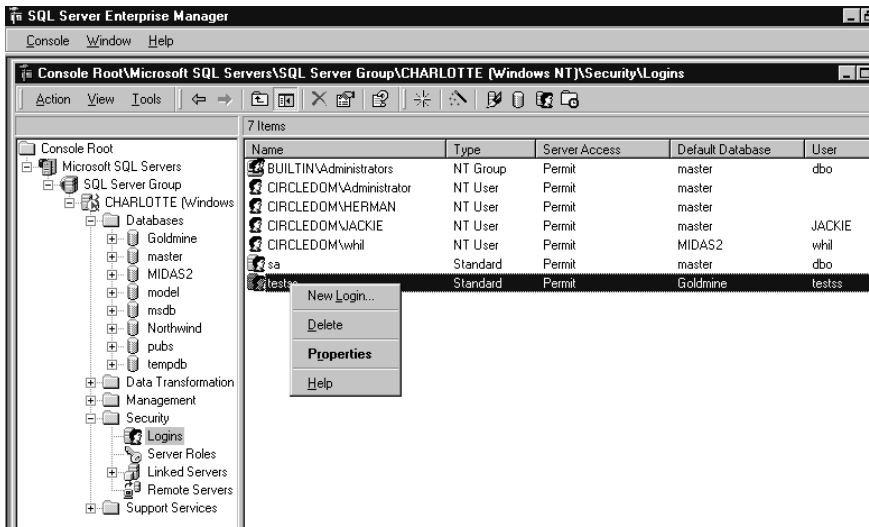 SQL Server Enterprise Manager
Console Window Help
Console Root\Microsoft SQL Servers\SQL Server Group\CHARLOTTE (Windows NT)\Security\Logins
Action View Tools
7 Items
Console Root
Microsoft SQL Servers
SQL Server Group
CHARLOTTE (Windows
Databases
Goldmine
master
MIDAS2
model
msdb
Northwind
pubs
tempdb
Data Transformation
Management
Security
Logins
Server Roles
Linked Servers
Remote Servers
Support Services
Name Type Server Access Default Database User
BUILTIN\Administrators NT Group Permit master dbo
CIRCLEDOM\Administrator NT User Permit master
CIRCLEDOM\HERMAN NT User Permit master
CIRCLEDOM\JACKIE NT User Permit master JACKIE
CIRCLEDOM\whil NT User Permit MIDAS2 whil
sa Standard Permit master dbo
testss Standard Permit Goldmine testss
New Login...
Delete
Properties
Help